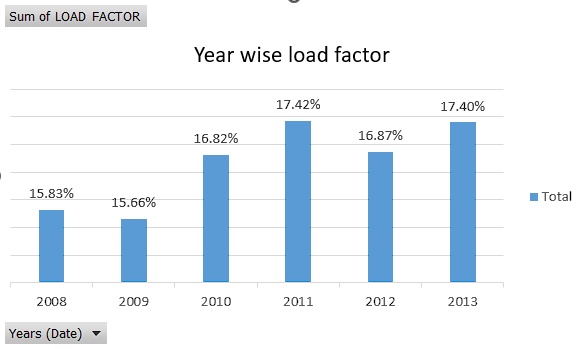 Sum of LOAD FACTOR
Year wise load factor
17.42%
17.40%
16.82%
16.87%
15.83%
15.66%
Total
2008 2009 2010 2011 2012 2013
Years (Date)